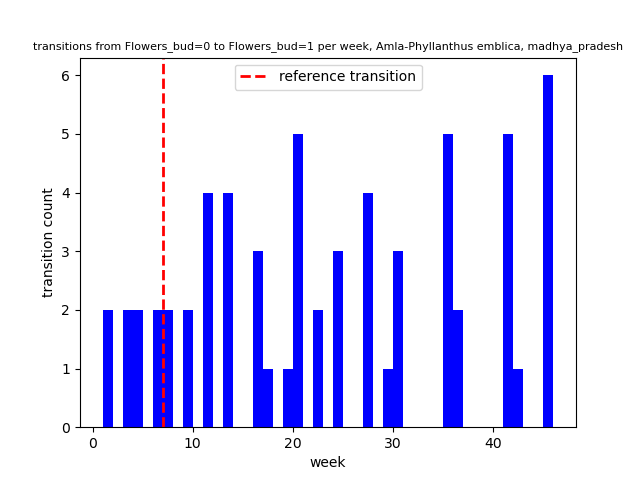 transitions from Flowers_bud=0 to Flowers_bud=1 per week, Amla-Phyllanthus emblica, madhya_pradesh
reference transition
transition count
6
5
4
3
2
1
0
0 10 20 30 40
week